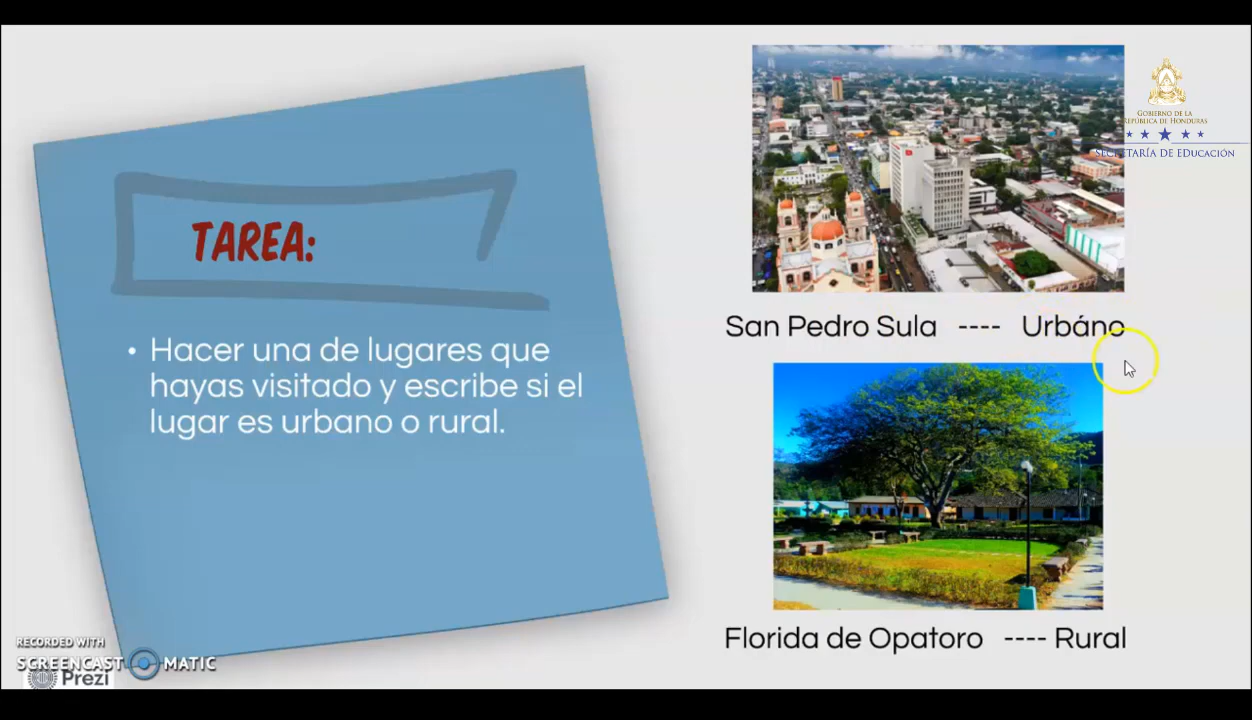 TAREA:
• Hacer una de lugares que
hayas visitado y escribe si el
lugar es urbano o rural.
GOBIERNO DE LA
REPÚBLICA DE HONDURAS
SECRETARÍA DE EDUCACIÓN
San Pedro Sula ---- Urbáno
Florida de Opatoro ---- Rural
RECORDED WITH
SCREENCAST MATIC
Prezi